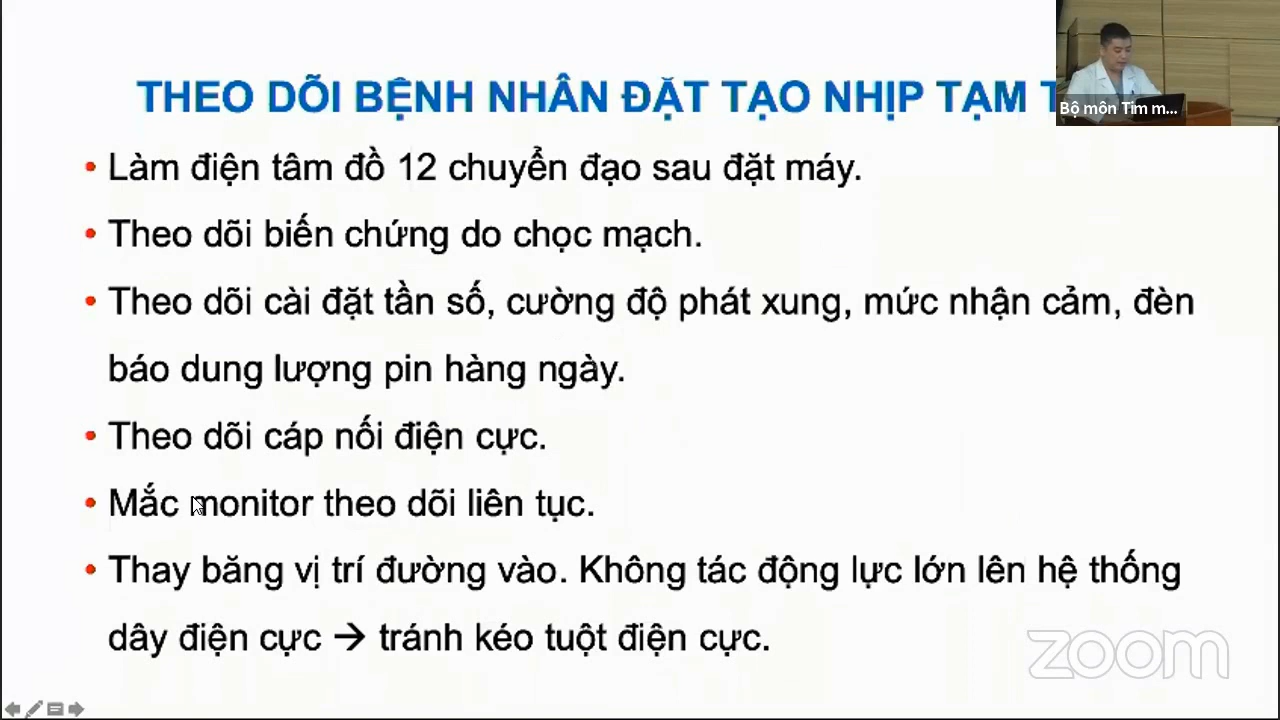 THEO DÕI BỆNH NHÂN ĐẶT TẠO NHỊP TẠM
Bộ môn Tim m...
• Làm điện tâm đồ 12 chuyển đạo sau đặt máy.
• Theo dõi biến chứng do chọc mạch.
• Theo dõi cài đặt tần số, cường độ phát xung, mức nhận cảm, đèn
báo dung lượng pin hàng ngày.
• Theo dõi cáp nối điện cực.
• Mắc monitor theo dõi liên tục.
• Thay băng vị trí đường vào. Không tác động lực lớn lên hệ thống
dây điện cực → tránh kéo tuột điện cực.
zoom